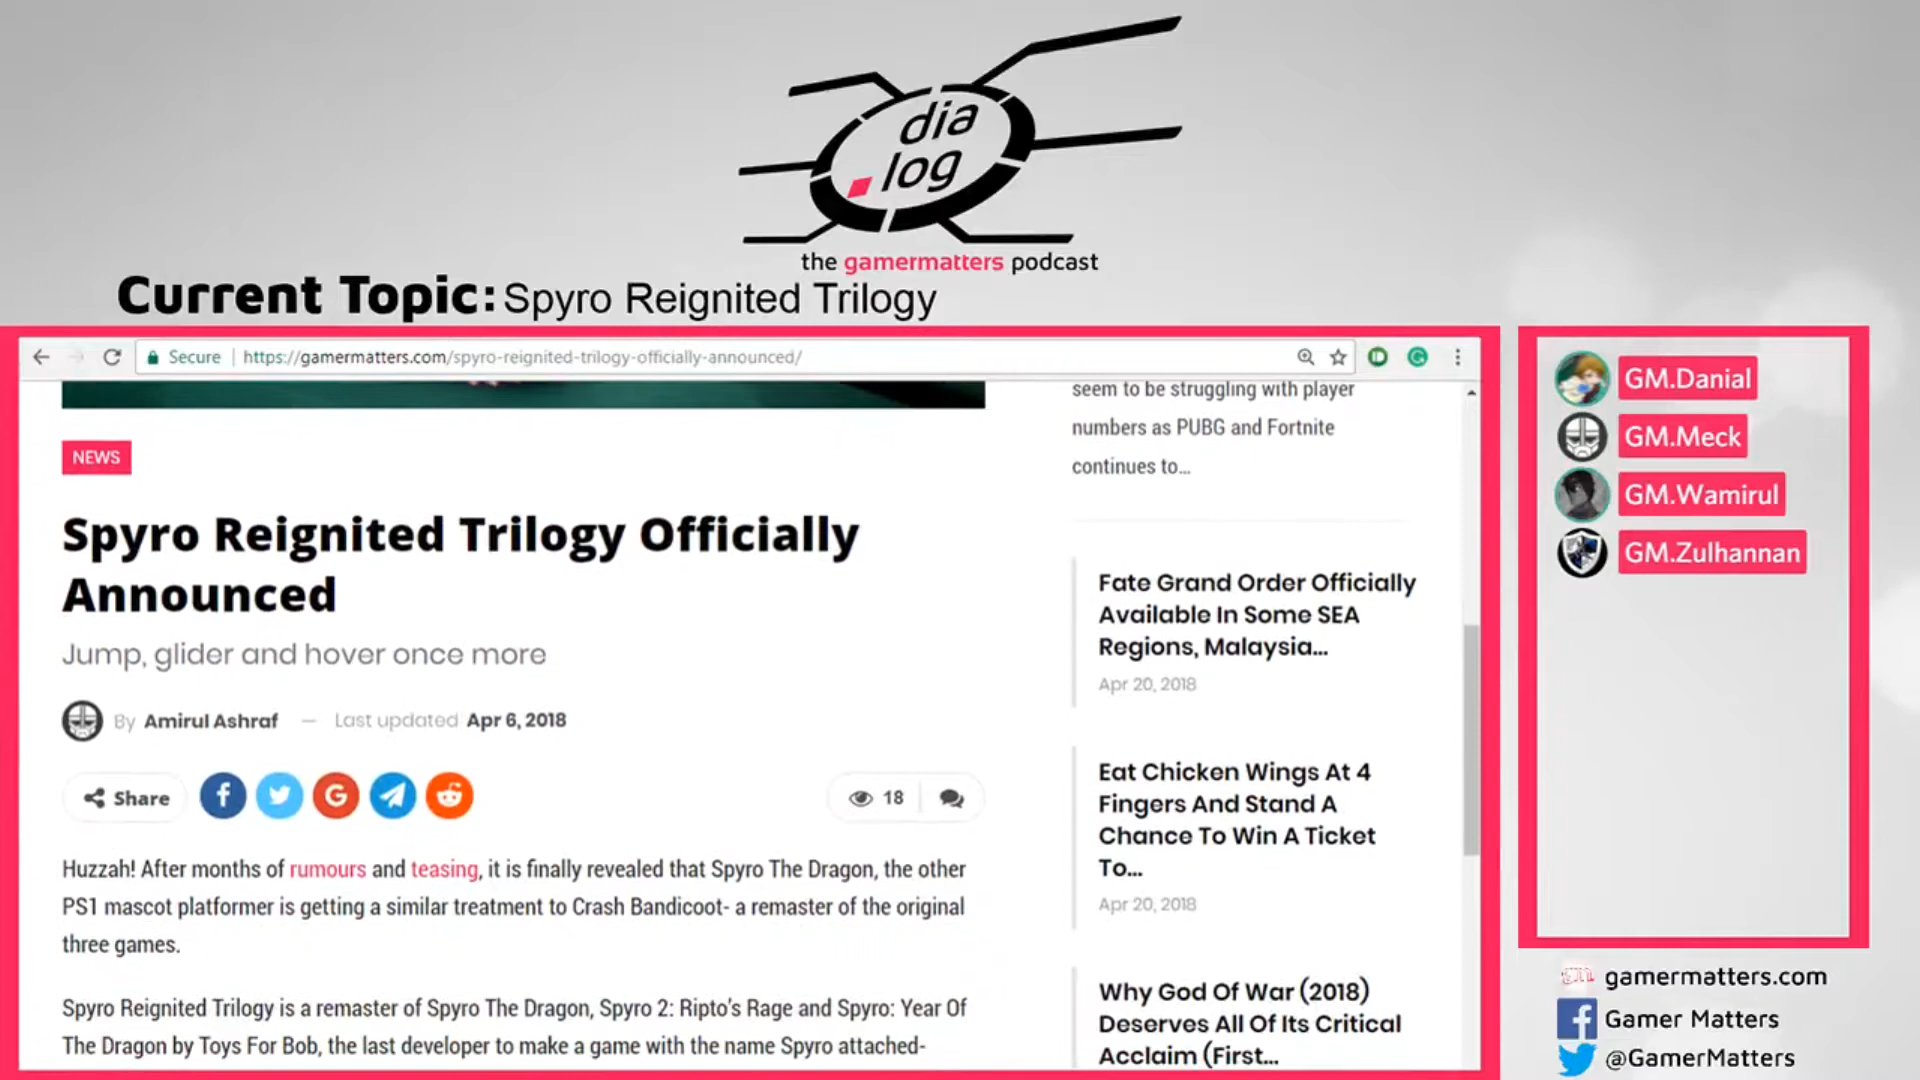 dia
.log
the gamermatters podcast
Current Topic: Spyro Reignited Trilogy
Secure | https://gamermatters.com/spyro-reignited-trilogy-officially-announced/
NEWS
Spyro Reignited Trilogy Officially
Announced
Jump, glider and hover once more
By Amirul Ashraf — Last updated Apr 6, 2018
Share
18
Huzzah! After months of rumours and teasing, it is finally revealed that Spyro The Dragon, the other
PS1 mascot platformer is getting a similar treatment to Crash Bandicoot- a remaster of the original
three games.
Spyro Reignited Trilogy is a remaster of Spyro The Dragon, Spyro 2: Ripto's Rage and Spyro: Year Of
The Dragon by Toys For Bob, the last developer to make a game with the name Spyro attached-
seem to be struggling with player
numbers as PUBG and Fortnite
continues to...
Fate Grand Order Officially
Available In Some SEA
Regions, Malaysia...
Apr 20, 2018
Eat Chicken Wings At 4
Fingers And Stand A
Chance To Win A Ticket
To...
Apr 20, 2018
Why God Of War (2018)
Deserves All Of Its Critical
Acclaim (First...
GM.Danial
GM.Meck
GM.Wamirul
GM.Zulhannan
gm gamermatters.com
Gamer Matters
@GamerMatters